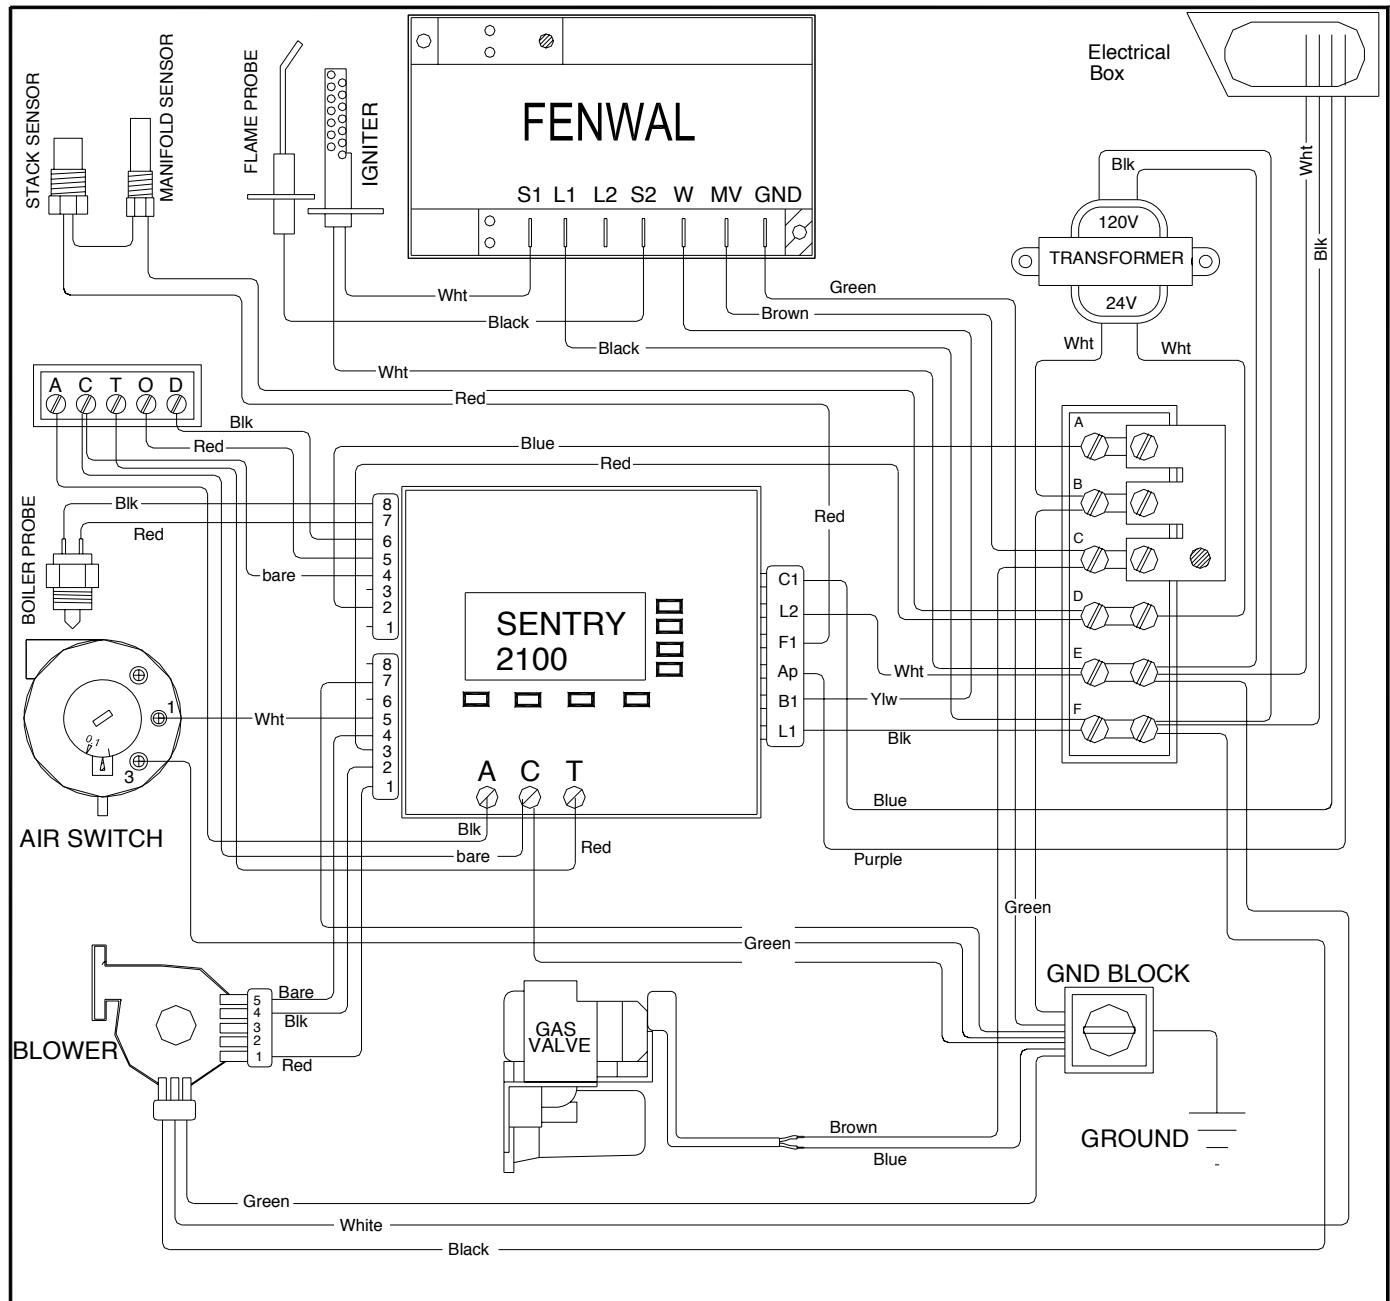 STACK SENSOR
MANIFOLD SENSOR
FLAME PROBE
IGNITER
FENWAL
S1 L1 L2 S2 W MV GND
Electrical
Box
Wht
Blk
Blk
120V
TRANSFORMER
24V
Wht
Wht
Green
Brown
Wht
Black
Black
Wht
Red
A C T O D
Blk
Red
Blue
Red
Red
A
B
C
D
E
F
BOILER PROBE
Blk
Red
bare
8
7
6
5
4
3
2
1
SENTRY
2100
C1
L2
F1
Ap
B1
L1
Wht
Ylw
Blk
8
7
6
5
4
3
2
1
1
0.1
3
AIR SWITCH
Wht
A C T
Blk
bare
Red
Blue
Purple
Green
Green
GND BLOCK
GROUND
BLOWER
5
4
3
2
1
Bare
Blk
Red
GAS
VALVE
Brown
Blue
Green
White
Black